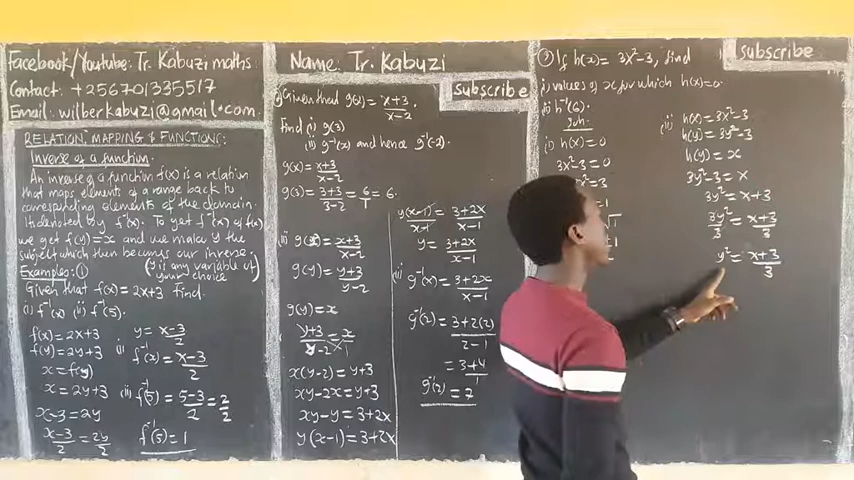 Facebook/Youtube: Tr. Kabuzi maths
Contact: +256701335517
Email: wilberkabuzi@gmail.com
RELATION, MAPPING & FUNCTIONS:
Inverse of a function.
An inverse of a function f(x) is a relation
that maps elements of a range back to
corresponding elements of the domain.
It denoted by f⁻¹(x). To get f⁻¹(x) of f(x)
we get f(y)=x and we make y the
subject which then becomes our inverse.
(y is any variable of
your choice)
Examples: (1)
Given that f(x) = 2x+3 Find.
(i) f⁻¹(x) (ii) f⁻¹(5).
f(x) = 2x+3
f(y) = 2y+3
x = f(y)
x = 2y+3
x-3 = 2y
x-3/2 = 2y/2
y = x-3/2
(i) f⁻¹(x) = x-3/2
(ii) f⁻¹(5) = 5-3/2 = 2/2
f⁻¹(5) = 1
Name: Tr. Kabuzi
Subscribe
Given that g(x) = x+3/x-2.
Find (i) g(3)
(ii) g⁻¹(x) and hence g⁻¹(-2).
g(x) = x+3/x-2
g(3) = 3+3/3-2 = 6/1 = 6.
(ii) g(x) = x+3/x-2
g(y) = y+3/y-2
g(y) = x
y+3/y-2 = x/1
x(y-2) = y+3
xy-2x = y+3
xy-y = 3+2x
y(x-1) = 3+2x
y(x-1)/x-1 = 3+2x/x-1
y = 3+2x/x-1
(iii) g⁻¹(x) = 3+2x/x-1
g⁻¹(2) = 3+2(2)/2-1
= 3+4/1
g⁻¹(2) = 7
Subscribe
If h(x) = 3x²-3, find
(i) values of x for which h(x)=0
(ii) h⁻¹(6).
Soln.
(i) h(x) = 0
3x²-3 = 0
(ii) h(x) = 3x²-3
h(y) = 3y²-3
h(y) = x
3y²-3 = x
3y² = x+3
3y²/3 = x+3/3
y² = x+3/3